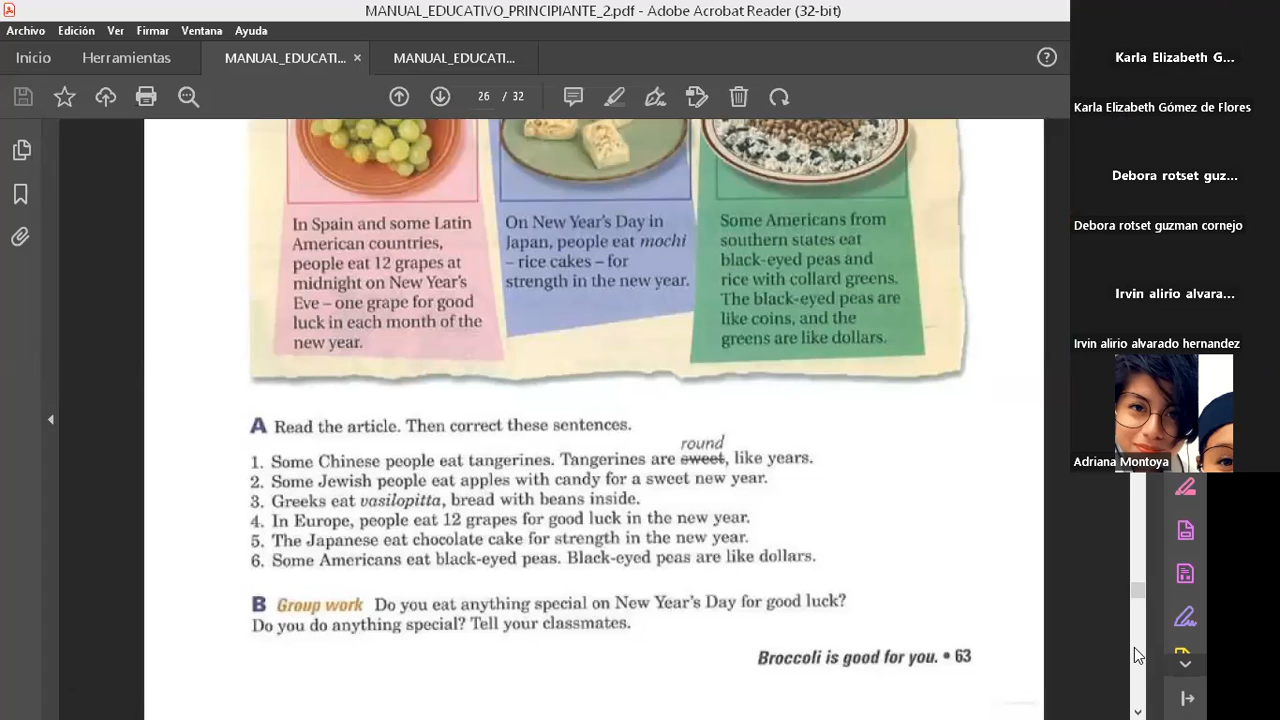 MANUAL_EDUCATIVO_PRINCIPIANTE_2.pdf - Adobe Acrobat Reader (32-bit)
Archivo Edición Ver Firmar Ventana Ayuda
Inicio Herramientas MANUAL_EDUCATI... × MANUAL_EDUCATI...
26 / 32
In Spain and some Latin
American countries,
people eat 12 grapes at
midnight on New Year's
Eve – one grape for good
luck in each month of the
new year.
On New Year's Day in
Japan, people eat mochi
– rice cakes – for
strength in the new year.
Some Americans from
southern states eat
black-eyed peas and
rice with collard greens.
The black-eyed peas are
like coins, and the
greens are like dollars.
A Read the article. Then correct these sentences.
round
1. Some Chinese people eat tangerines. Tangerines are sweet, like years.
2. Some Jewish people eat apples with candy for a sweet new year.
3. Greeks eat vasilopitta, bread with beans inside.
4. In Europe, people eat 12 grapes for good luck in the new year.
5. The Japanese eat chocolate cake for strength in the new year.
6. Some Americans eat black-eyed peas. Black-eyed peas are like dollars.
B Group work Do you eat anything special on New Year's Day for good luck?
Do you do anything special? Tell your classmates.
Broccoli is good for you. • 63
Karla Elizabeth G...
Karla Elizabeth Gómez de Flores
Debora rotset guz...
Debora rotset guzman cornejo
Irvin alirio alvara...
Irvin alirio alvarado hernandez
Adriana Montoya